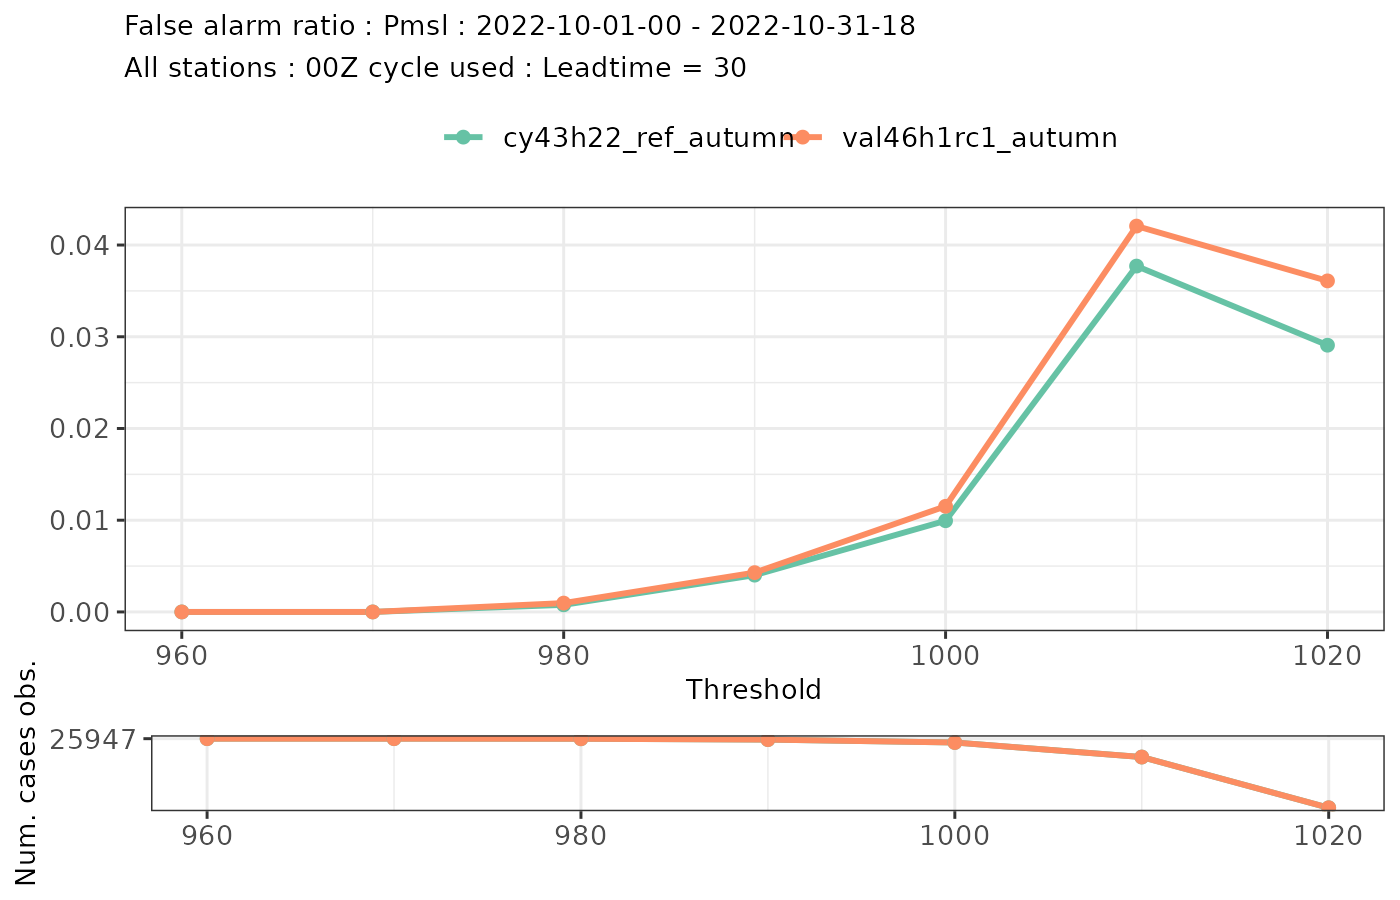 False alarm ratio : Pmsl : 2022-10-01-00 - 2022-10-31-18
All stations : 00Z cycle used : Leadtime = 30
cy43h22_ref_autumn val46h1rc1_autumn
0.04
0.03
0.02
0.01
0.00
960 980 1000 1020
Threshold
Num. cases obs.
25947
960 980 1000 1020